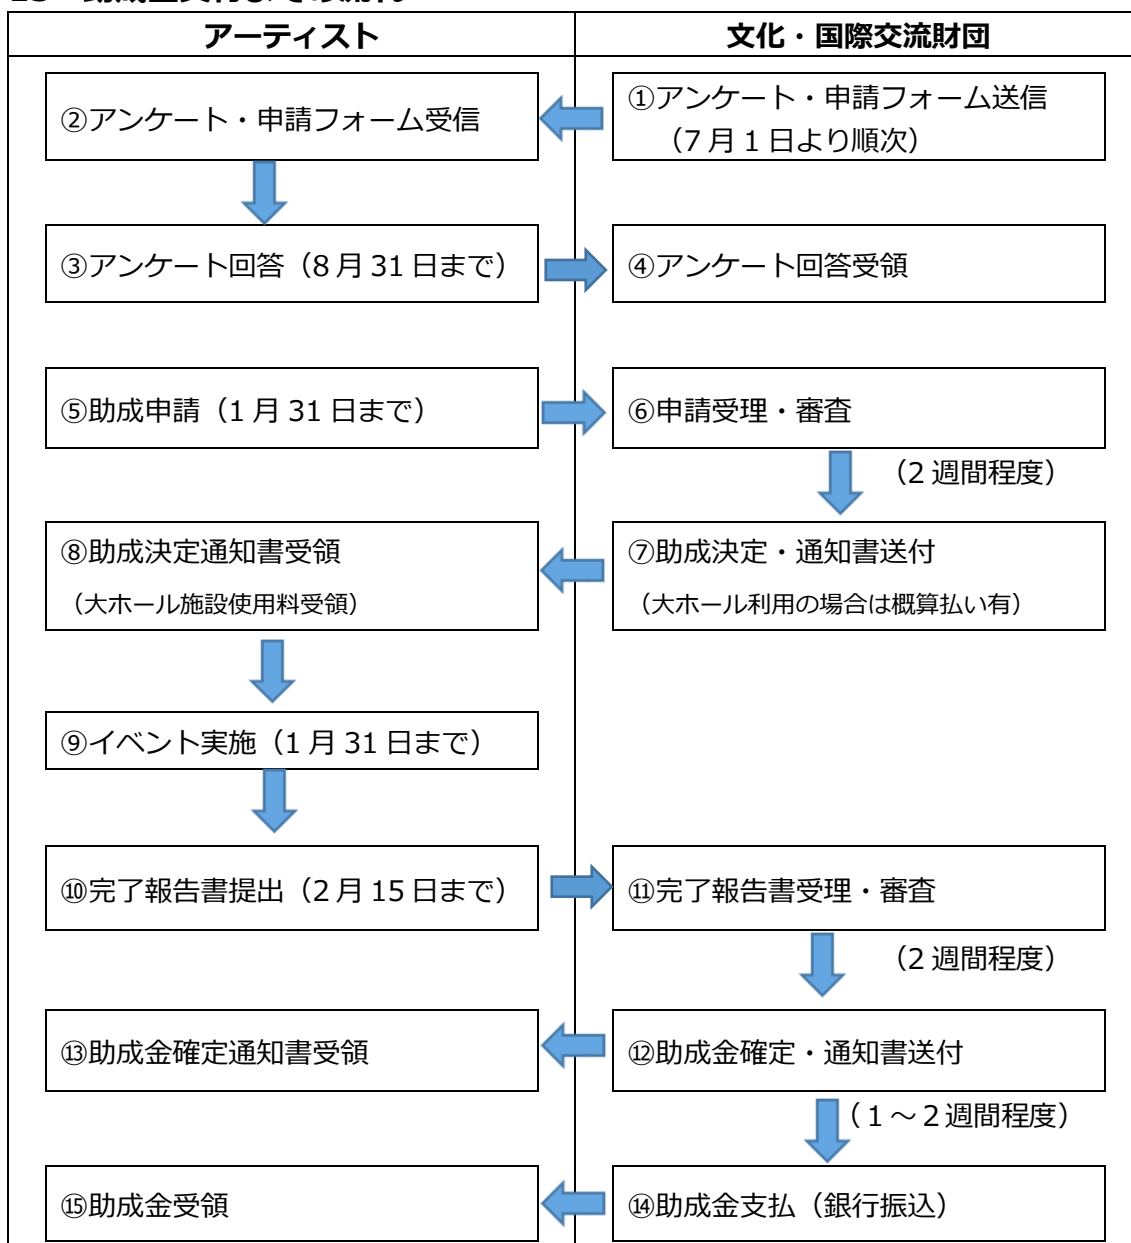 アーティスト
文化・国際交流財団
①アンケート・申請フォーム送信
（7月1日より順次）
②アンケート・申請フォーム受信
③アンケート回答（8月31日まで）
④アンケート回答受領
⑤助成申請（1月31日まで）
⑥申請受理・審査
（2週間程度）
⑦助成決定・通知書送付
（大ホール利用の場合は概算払い有）
⑧助成決定通知書受領
（大ホール施設使用料受領）
⑨イベント実施（1月31日まで）
⑩完了報告書提出（2月15日まで）
⑪完了報告書受理・審査
（2週間程度）
⑫助成金確定・通知書送付
⑬助成金確定通知書受領
（１～２週間程度）
⑭助成金支払（銀行振込）
⑮助成金受領